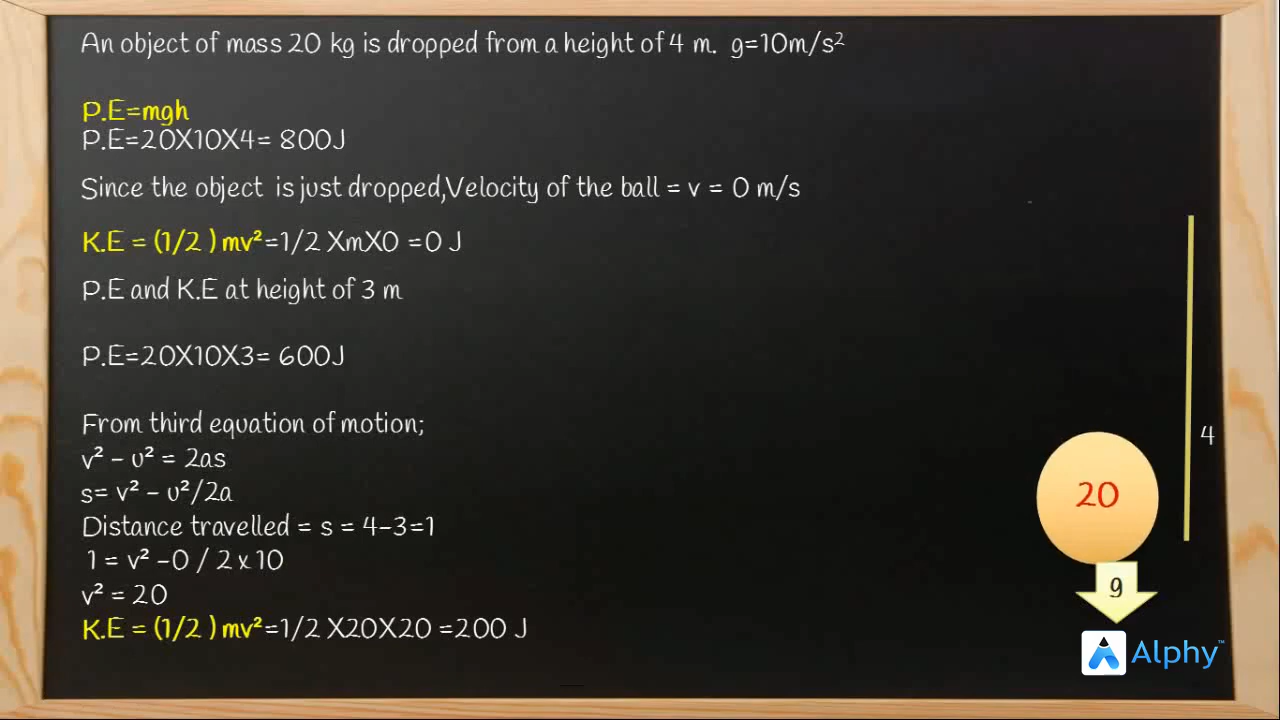 An object of mass 20 kg is dropped from a height of 4 m. g=10m/s²
P.E=mgh
P.E=20X10X4= 800J
Since the object is just dropped,Velocity of the ball = v = 0 m/s
K.E = (1/2 ) mv²=1/2 XmX0 =0 J
P.E and K.E at height of 3 m
P.E=20X10X3= 600J
From third equation of motion;
v² – u² = 2as
s= v² – u²/2a
Distance travelled = s = 4-3=1
1 = v² -0 / 2 x 10
v² = 20
K.E = (1/2 ) mv²=1/2 X20X20 =200 J
4
20
g
Alphy™